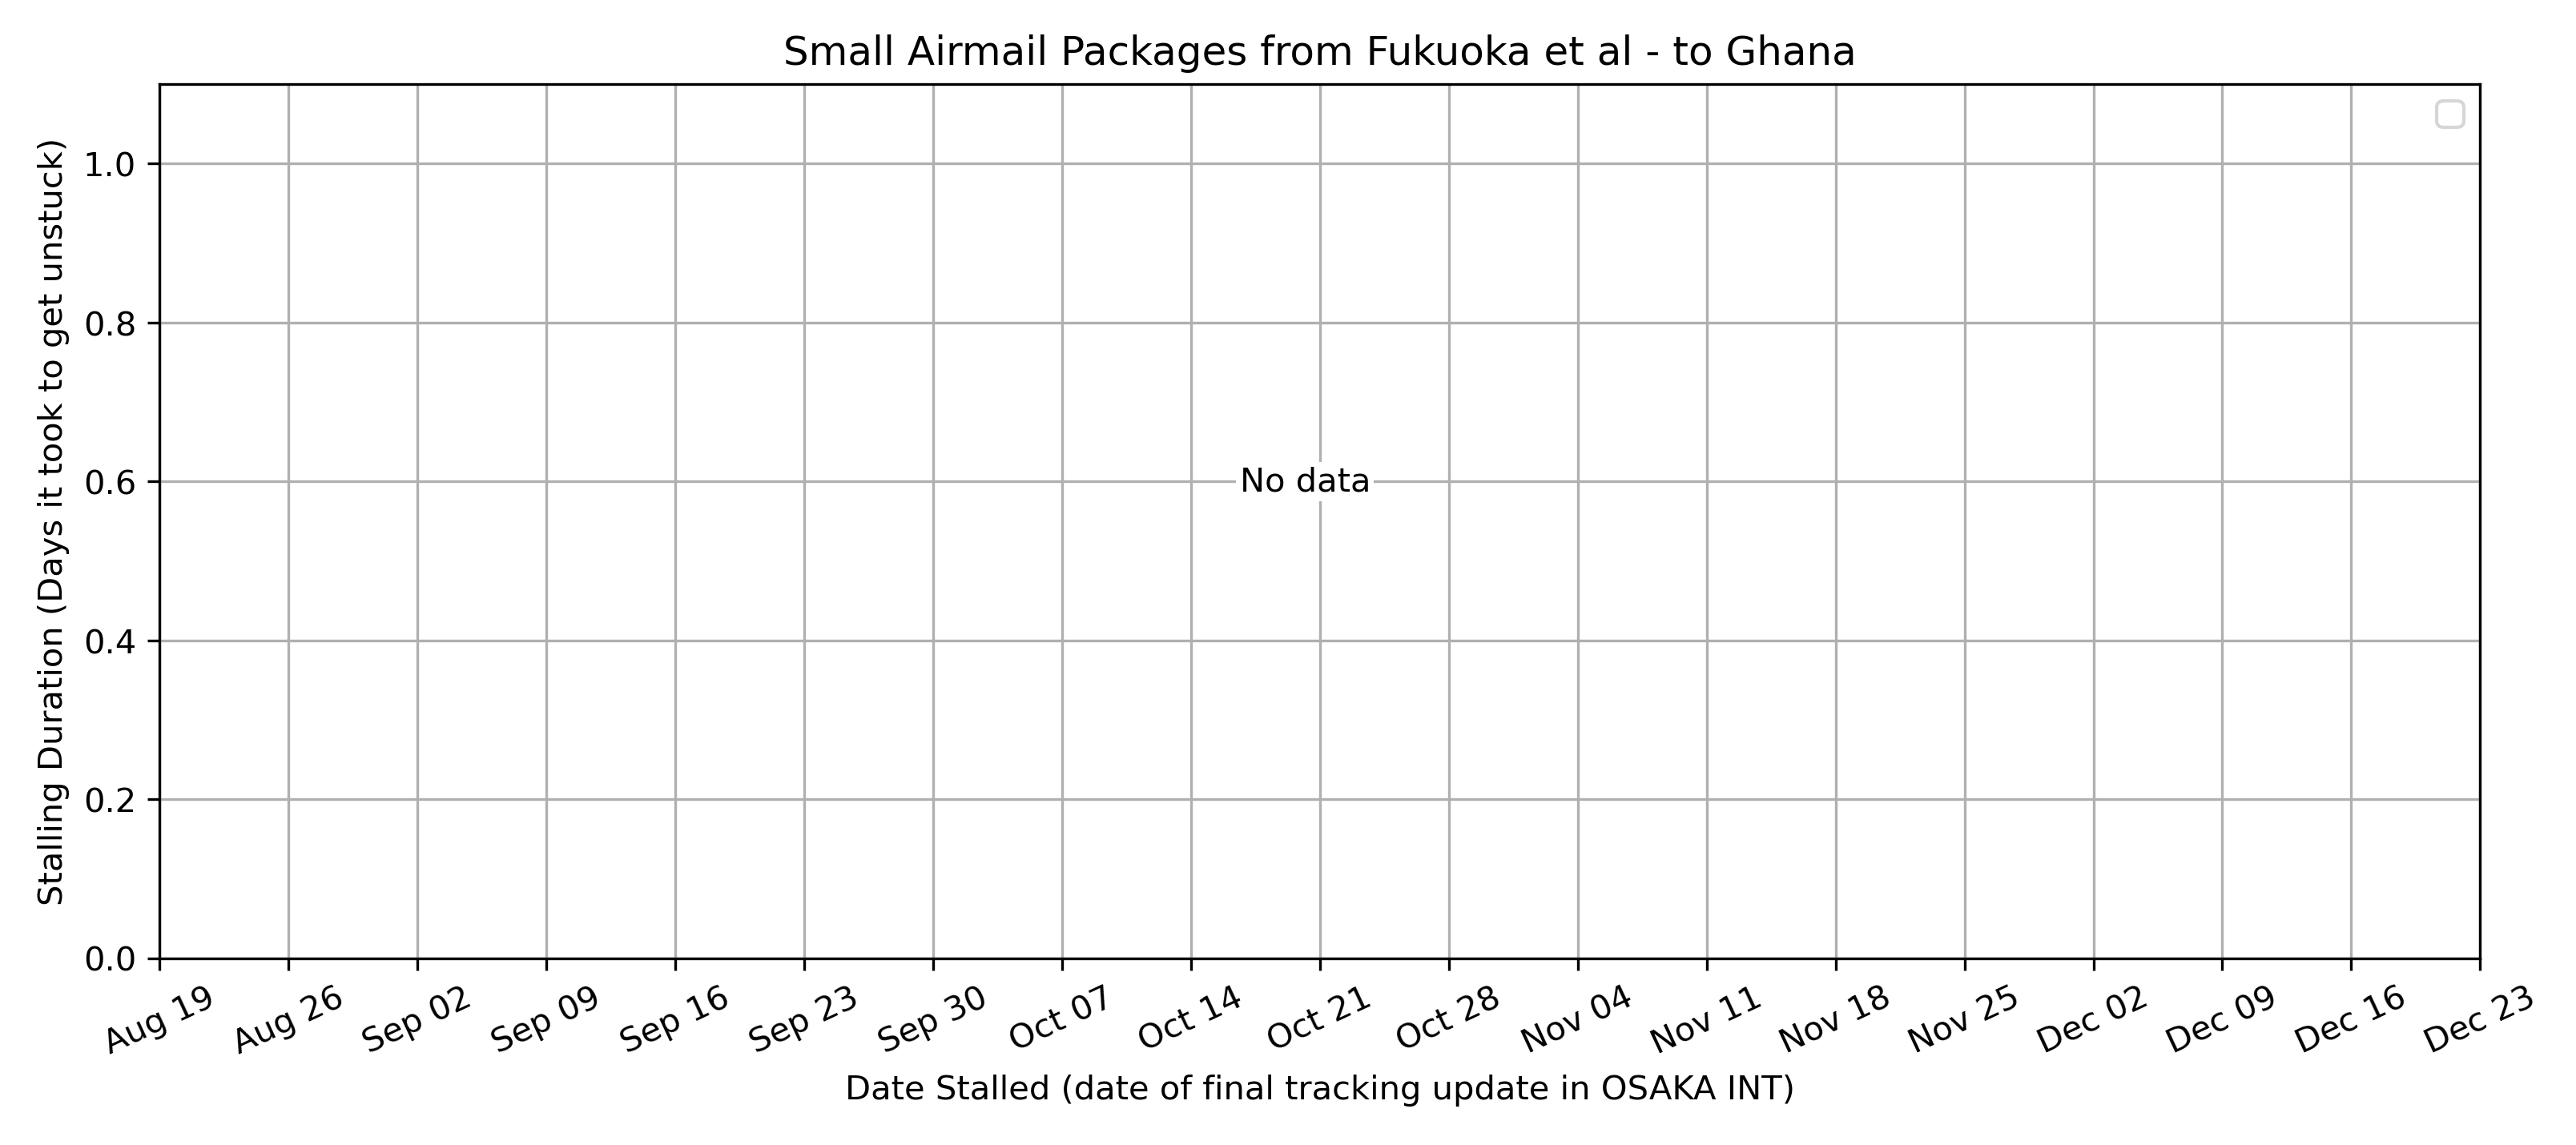 Small Airmail Packages from Fukuoka et al - to Ghana
Stalling Duration (Days it took to get unstuck)
1.0
0.8
0.6
0.4
0.2
0.0
No data
Aug 19
Aug 26
Sep 02
Sep 09
Sep 16
Sep 23
Sep 30
Oct 07
Oct 14
Oct 21
Oct 28
Nov 04
Nov 11
Nov 18
Nov 25
Dec 02
Dec 09
Dec 16
Dec 23
Date Stalled (date of final tracking update in OSAKA INT)